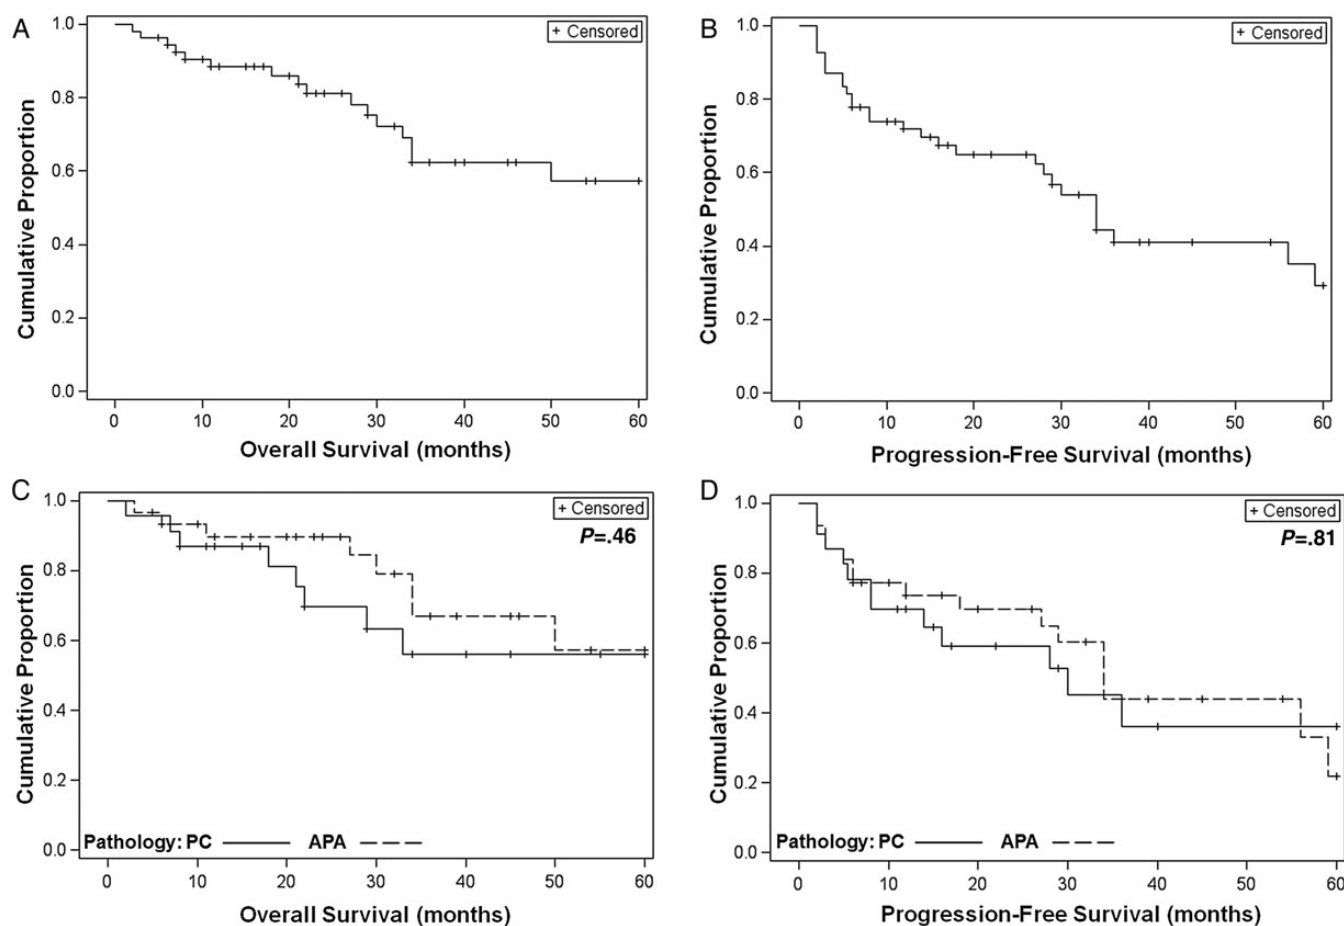 A
+ Censored
1.0
0.8
0.6
0.4
0.2
0.0
Cumulative Proportion
0 10 20 30 40 50 60
Overall Survival (months)
B
+ Censored
1.0
0.8
0.6
0.4
0.2
0.0
Cumulative Proportion
0 10 20 30 40 50 60
Progression-Free Survival (months)
C
+ Censored
P=.46
1.0
0.8
0.6
0.4
0.2
0.0
Cumulative Proportion
Pathology: PC APA
0 10 20 30 40 50 60
Overall Survival (months)
D
+ Censored
P=.81
1.0
0.8
0.6
0.4
0.2
0.0
Cumulative Proportion
Pathology: PC APA
0 10 20 30 40 50 60
Progression-Free Survival (months)